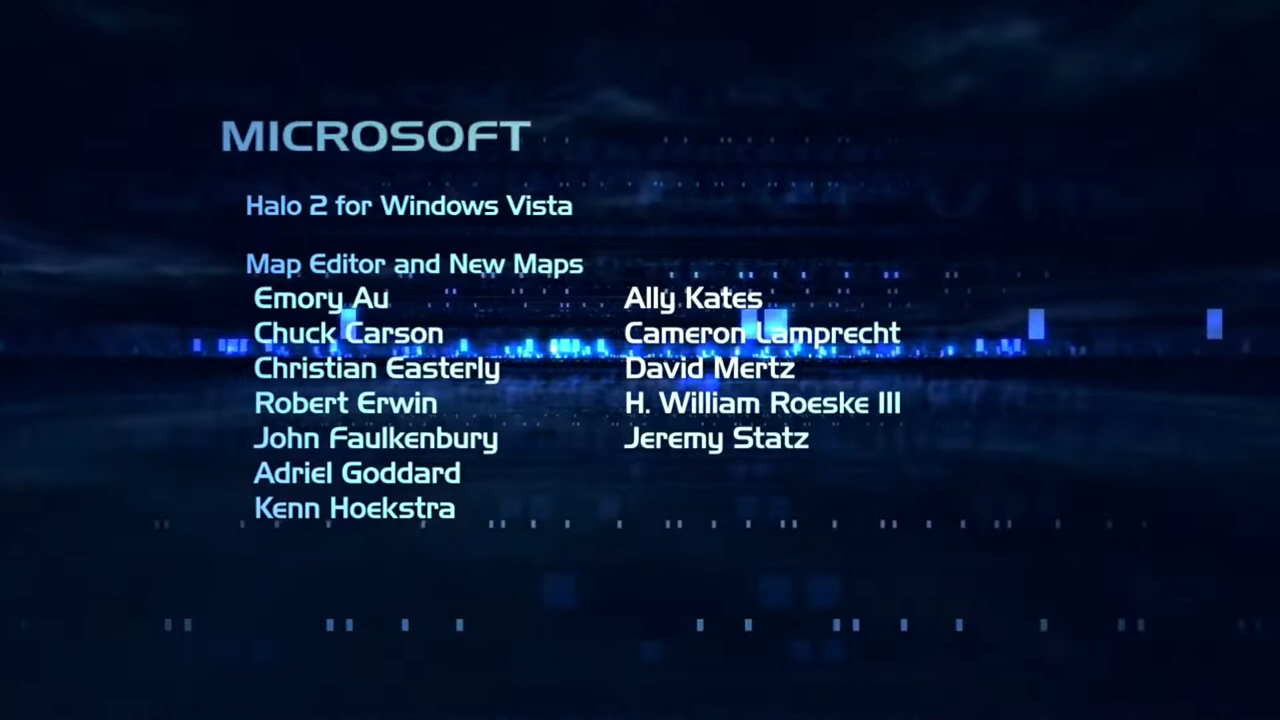 MICROSOFT
Halo 2 for Windows Vista
Map Editor and New Maps
Emory Au
Chuck Carson
Christian Easterly
Robert Erwin
John Faulkenbury
Adriel Goddard
Kenn Hoekstra
Ally Kates
Cameron Lamprecht
David Mertz
H. William Roeske III
Jeremy Statz